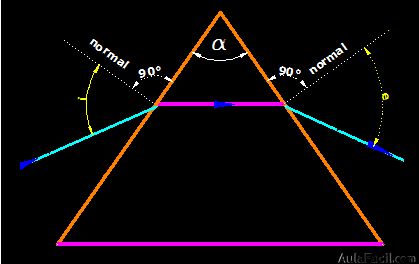 α
normal
90°
90°
normal
i
e
AulaFacil.com